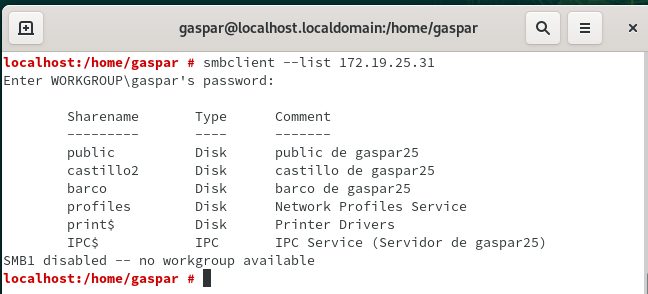 gaspar@localhost.localdomain:/home/gaspar
localhost:/home/gaspar # smbclient --list 172.19.25.31
Enter WORKGROUP\gaspar's password:
Sharename       Type      Comment
---------       ----      -------
public          Disk      public de gaspar25
castillo2       Disk      castillo de gaspar25
barco           Disk      barco de gaspar25
profiles        Disk      Network Profiles Service
print$          Disk      Printer Drivers
IPC$            IPC       IPC Service (Servidor de gaspar25)
SMB1 disabled -- no workgroup available
localhost:/home/gaspar #